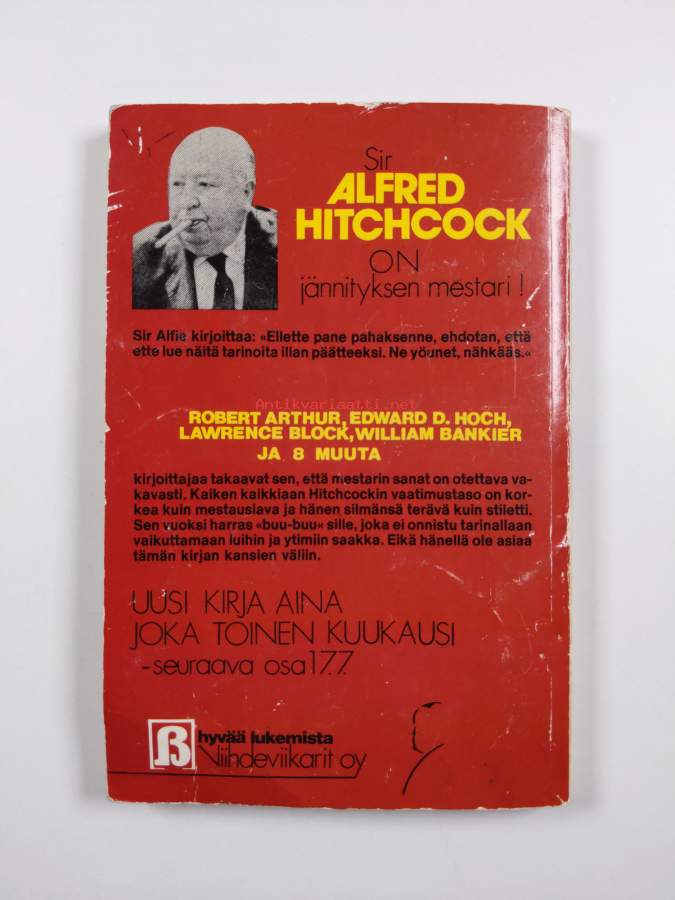 Sir
ALFRED
HITCHCOCK
ON
jännityksen mestari!
Sir Alfie kirjoittaa: «Ellette pane pahaksenne, ehdotan, että
ette lue näitä tarinoita illan päätteeksi. Ne yöunet, nähkääs.«
Antikvariaatti.net
ROBERT ARTHUR, EDWARD D. HOCH,
LAWRENCE BLOCK, WILLIAM BANKIER
JA 8 MUUTA
kirjoittajaa takaavat sen, että mestarin sanat on otettava va-
kavasti. Kaiken kaikkiaan Hitchcockin vaatimustaso on kor-
kea kuin mestauslava ja hänen silmänsä terävä kuin stiletti.
Sen vuoksi harras «buu-buu« sille, joka ei onnistu tarinallaan
vaikuttamaan luihin ja ytimiin saakka. Eikä hänellä ole asiaa
tämän kirjan kansien väliin.
UUSI KIRJA AINA
JOKA TOINEN KUUKAUSI
-seuraava osa 17.7.
hyvää lukemista
Viihdeviikarit oy